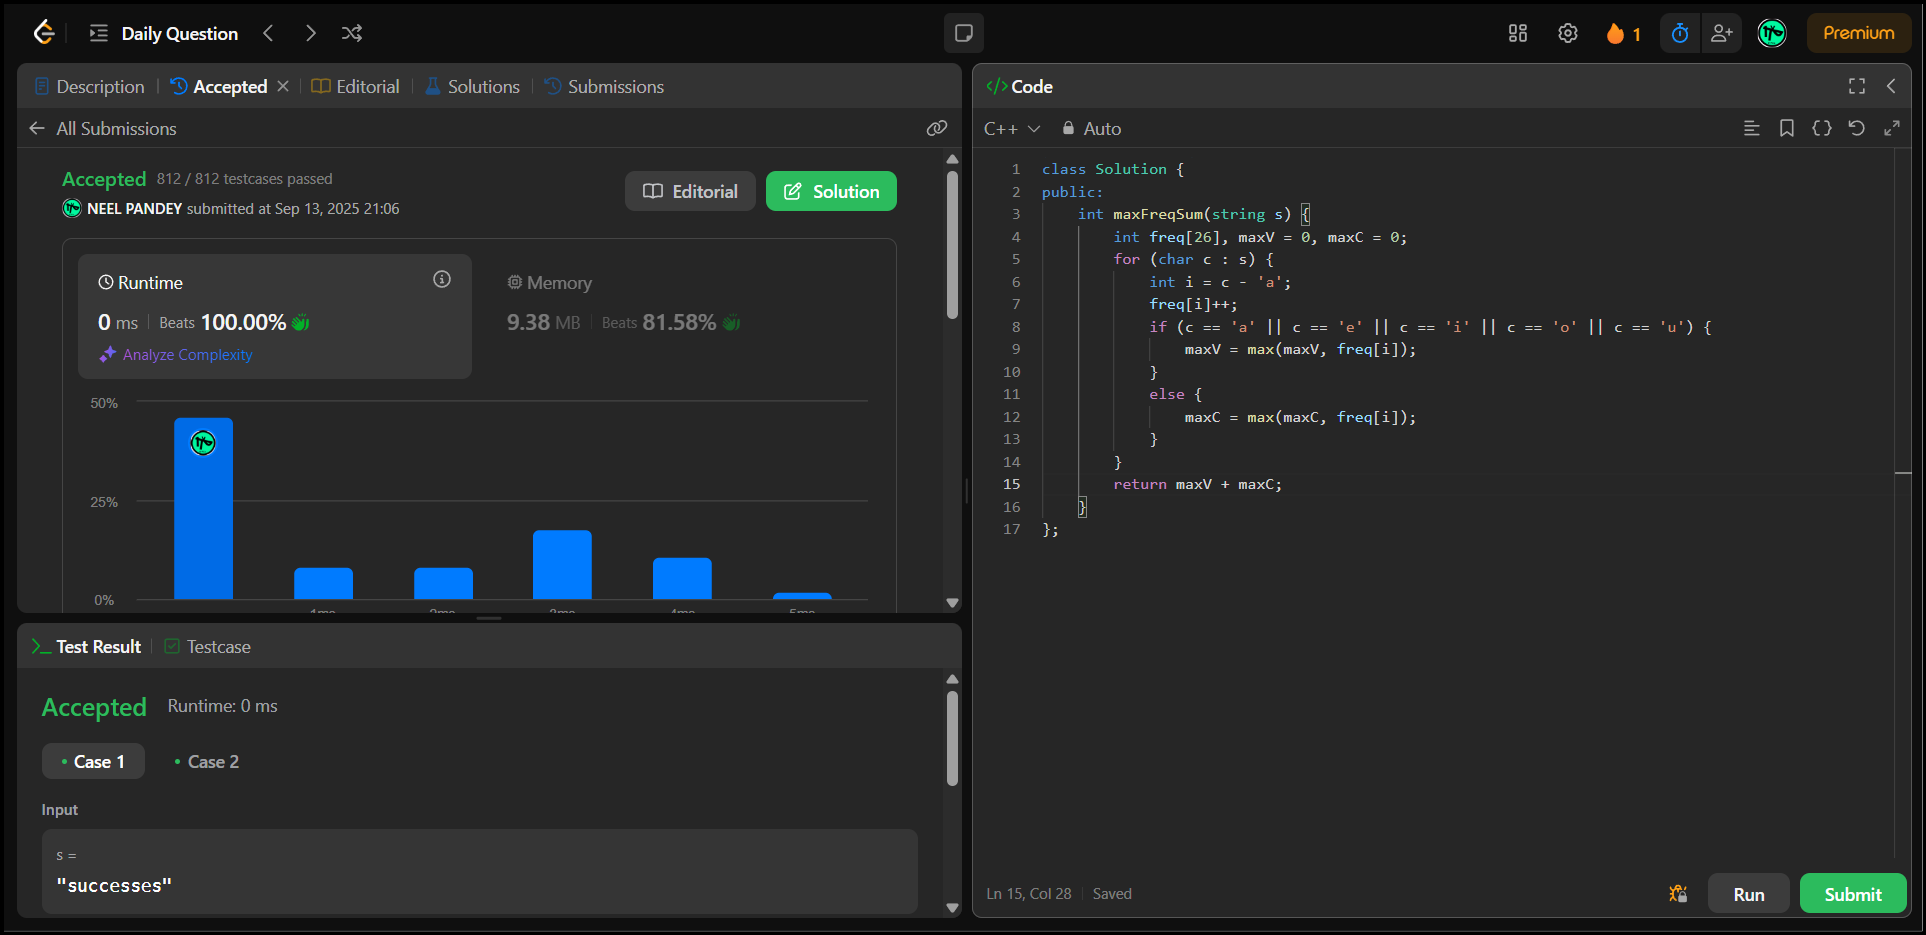 Daily Question
1
Premium
Description
Accepted
Editorial
Solutions
Submissions
All Submissions
Accepted 812 / 812 testcases passed
NEEL PANDEY submitted at Sep 13, 2025 21:06
Editorial
Solution
Runtime
0 ms Beats 100.00%
Analyze Complexity
Memory
9.38 MB Beats 81.58%
50%
25%
0%
1ms
2ms
3ms
4ms
5ms
Test Result
Testcase
Accepted Runtime: 0 ms
Case 1
Case 2
Input
s =
"successes"
</> Code
C++
Auto
1 class Solution {
2 public:
3 int maxFreqSum(string s) {
4 int freq[26], maxV = 0, maxC = 0;
5 for (char c : s) {
6 int i = c - 'a';
7 freq[i]++;
8 if (c == 'a' || c == 'e' || c == 'i' || c == 'o' || c == 'u') {
9 maxV = max(maxV, freq[i]);
10 }
11 else {
12 maxC = max(maxC, freq[i]);
13 }
14 }
15 return maxV + maxC;
16 }
17 };
Ln 15, Col 28 Saved
Run
Submit